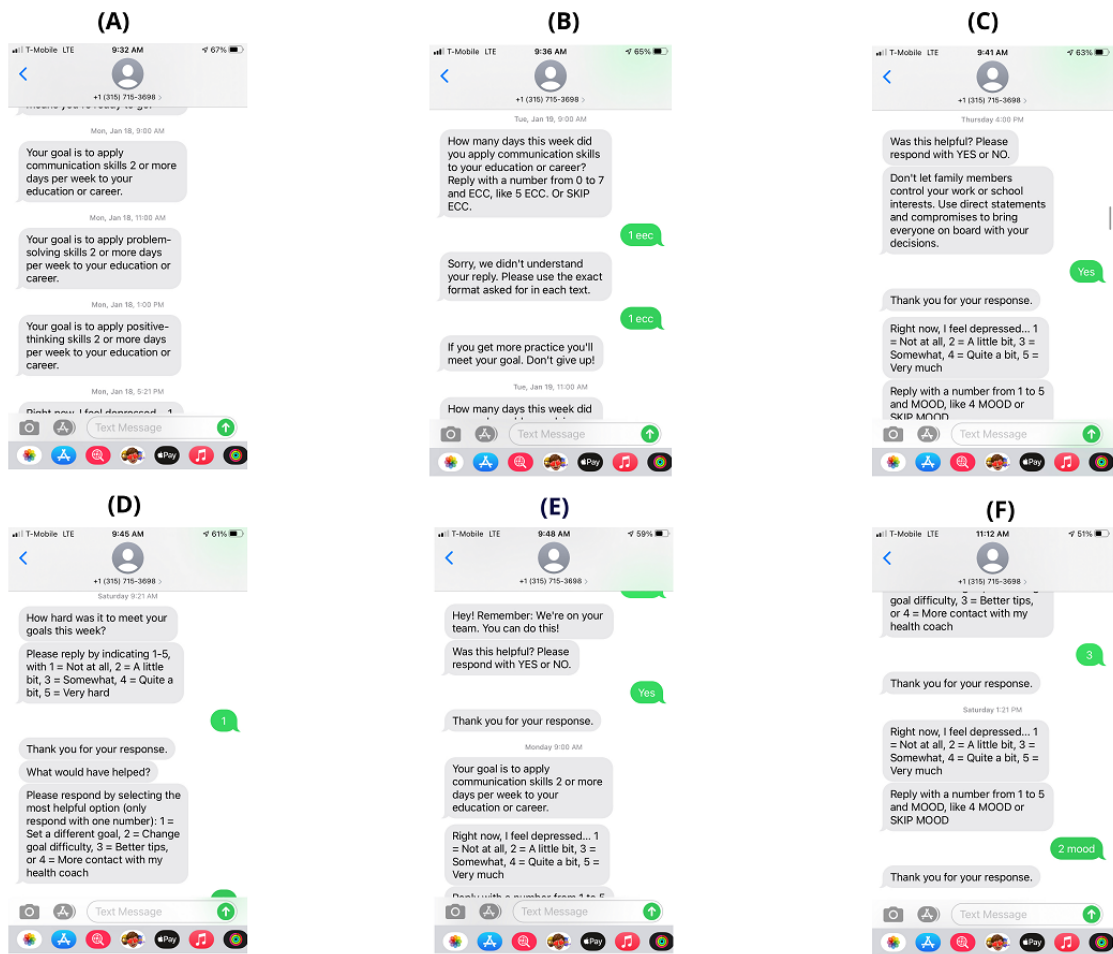 (A)
T-Mobile LTE 9:32 AM 67%
+1 (315) 715-3698
means you're ready to go!
Mon, Jan 18, 9:00 AM
Your goal is to apply
communication skills 2 or more
days per week to your
education or career.
Mon, Jan 18, 11:00 AM
Your goal is to apply problem-
solving skills 2 or more days
per week to your education or
career.
Mon, Jan 18, 1:00 PM
Your goal is to apply positive-
thinking skills 2 or more days
per week to your education or
career.
Mon, Jan 18, 5:21 PM
Right now, I feel depressed... 1
Text Message
Pay
(B)
T-Mobile LTE 9:36 AM 65%
+1 (315) 715-3698
Tue, Jan 19, 9:00 AM
How many days this week did
you apply communication skills
to your education or career?
Reply with a number from 0 to 7
and ECC, like 5 ECC. Or SKIP
ECC.
1 eec
Sorry, we didn't understand
your reply. Please use the exact
format asked for in each text.
1 ecc
If you get more practice you'll
meet your goal. Don't give up!
Tue, Jan 19, 11:00 AM
How many days this week did
Text Message
Pay
(C)
T-Mobile LTE 9:41 AM 63%
+1 (315) 715-3698
Thursday 4:00 PM
Was this helpful? Please
respond with YES or NO.
Don't let family members
control your work or school
interests. Use direct statements
and compromises to bring
everyone on board with your
decisions.
Yes
Thank you for your response.
Right now, I feel depressed... 1
= Not at all, 2 = A little bit, 3 =
Somewhat, 4 = Quite a bit, 5 =
Very much
Reply with a number from 1 to 5
and MOOD, like 4 MOOD or
SKIP MOOD
Text Message
Pay
(D)
T-Mobile LTE 9:45 AM 61%
+1 (315) 715-3698
Saturday 9:21 AM
How hard was it to meet your
goals this week?
Please reply by indicating 1-5,
with 1 = Not at all, 2 = A little
bit, 3 = Somewhat, 4 = Quite a
bit, 5 = Very hard
1
Thank you for your response.
What would have helped?
Please respond by selecting the
most helpful option (only
respond with one number): 1 =
Set a different goal, 2 = Change
goal difficulty, 3 = Better tips,
or 4 = More contact with my
health coach
Text Message
Pay
(E)
T-Mobile LTE 9:48 AM 59%
+1 (315) 715-3698
Hey! Remember: We're on your
team. You can do this!
Was this helpful? Please
respond with YES or NO.
Yes
Thank you for your response.
Monday 9:00 AM
Your goal is to apply
communication skills 2 or more
days per week to your
education or career.
Right now, I feel depressed... 1
= Not at all, 2 = A little bit, 3 =
Somewhat, 4 = Quite a bit, 5 =
Very much
Reply with a number from 1 to 5
Text Message
Pay
(F)
T-Mobile LTE 11:12 AM 51%
+1 (315) 715-3698
goal difficulty, 3 = Better tips,
or 4 = More contact with my
health coach
3
Thank you for your response.
Saturday 1:21 PM
Right now, I feel depressed... 1
= Not at all, 2 = A little bit, 3 =
Somewhat, 4 = Quite a bit, 5 =
Very much
Reply with a number from 1 to 5
and MOOD, like 4 MOOD or
SKIP MOOD
2 mood
Thank you for your response.
Text Message
Pay